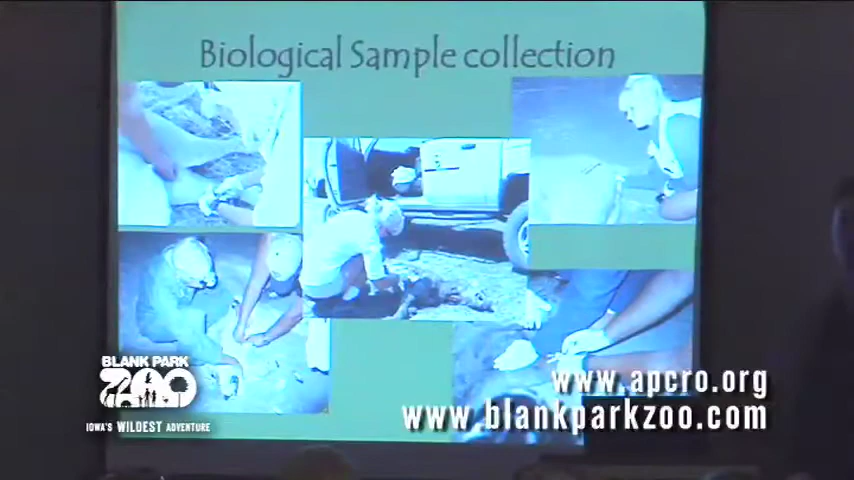 Biological Sample collection
BLANK PARK
ZOO
IOWA'S WILDEST ADVENTURE
www.apcro.org
www.blankparkzoo.com